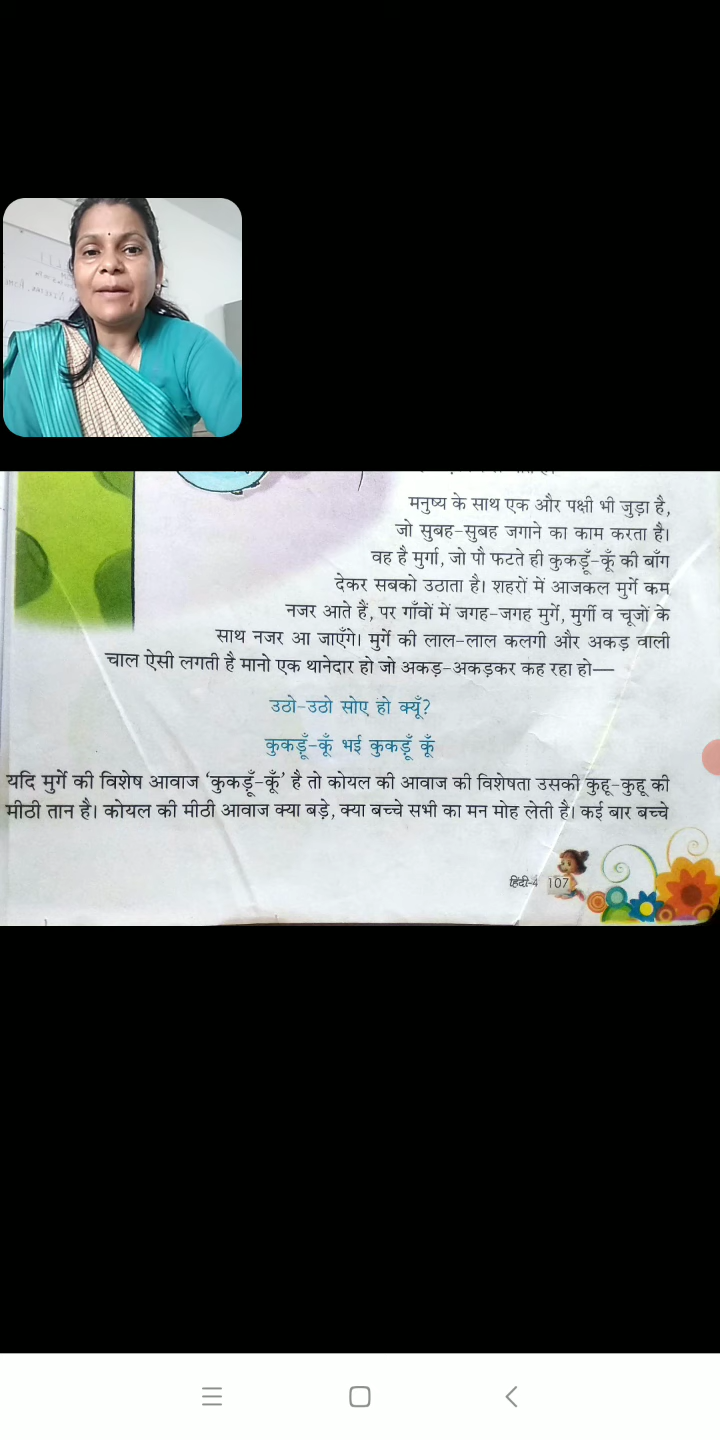 मनुष्य के साथ एक और पक्षी भी जुड़ा है,
जो सुबह-सुबह जगाने का काम करता है।
वह है मुर्गा, जो पौ फटते ही कुकड़ूँ-कूँ की बाँग
देकर सबको उठाता है। शहरों में आजकल मुर्गे कम
नजर आते हैं, पर गाँवों में जगह-जगह मुर्गे, मुर्गी व चूजों के
साथ नजर आ जाएँगे। मुर्गे की लाल-लाल कलगी और अकड़ वाली
चाल ऐसी लगती है मानो एक थानेदार हो जो अकड़-अकड़कर कह रहा हो—
उठो-उठो सोए हो क्यूँ?
कुकड़ूँ-कूँ भई कुकड़ूँ कूँ
यदि मुर्गे की विशेष आवाज 'कुकड़ूँ-कूँ' है तो कोयल की आवाज की विशेषता उसकी कुहू-कुहू की
मीठी तान है। कोयल की मीठी आवाज क्या बड़े, क्या बच्चे सभी का मन मोह लेती है। कई बार बच्चे
हिंदी-4 107